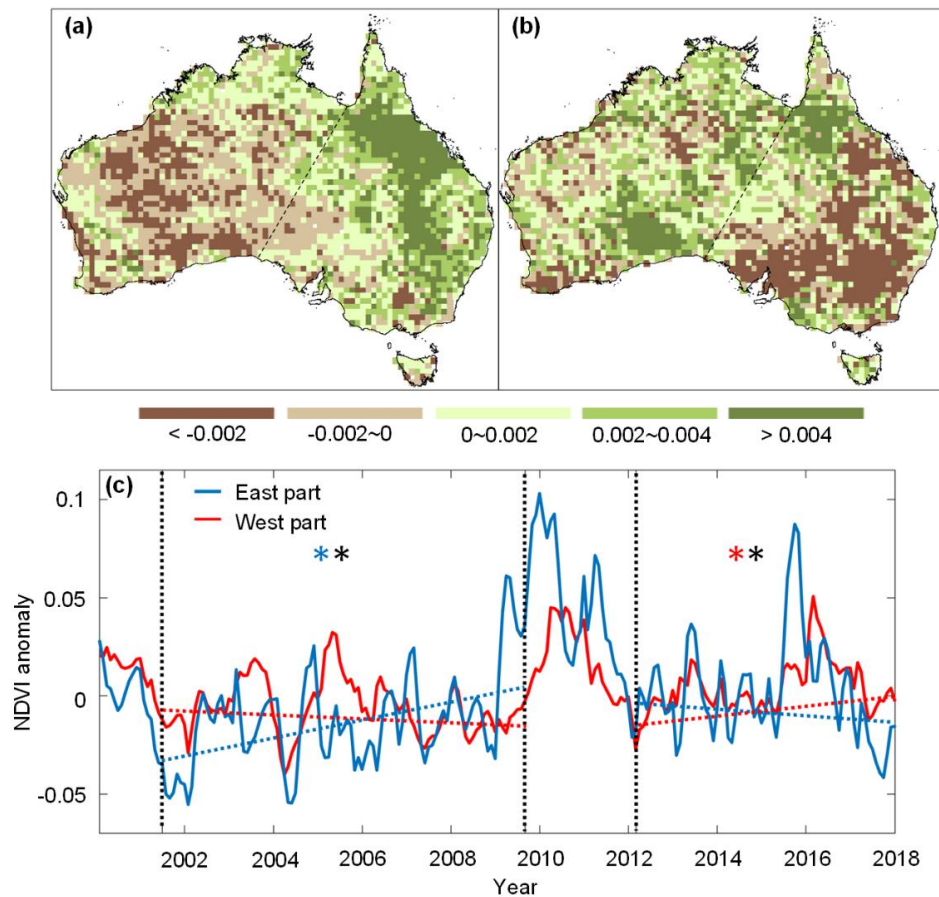 (a)
(b)
< -0.002
-0.002~0
0~0.002
0.002~0.004
> 0.004
(c)
East part
West part
* *
* *
0.1
0.05
0
-0.05
NDVI anomaly
2002 2004 2006 2008 2010 2012 2014 2016 2018
Year